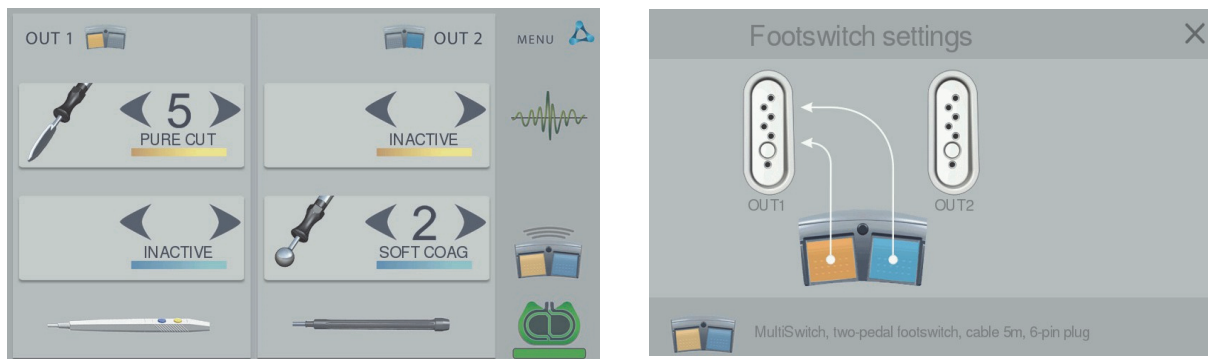 OUT 1
OUT 2
MENU
5
PURE CUT
INACTIVE
INACTIVE
2
SOFT COAG
Footswitch settings
OUT1
OUT2
MultiSwitch, two-pedal footswitch, cable 5m, 6-pin plug